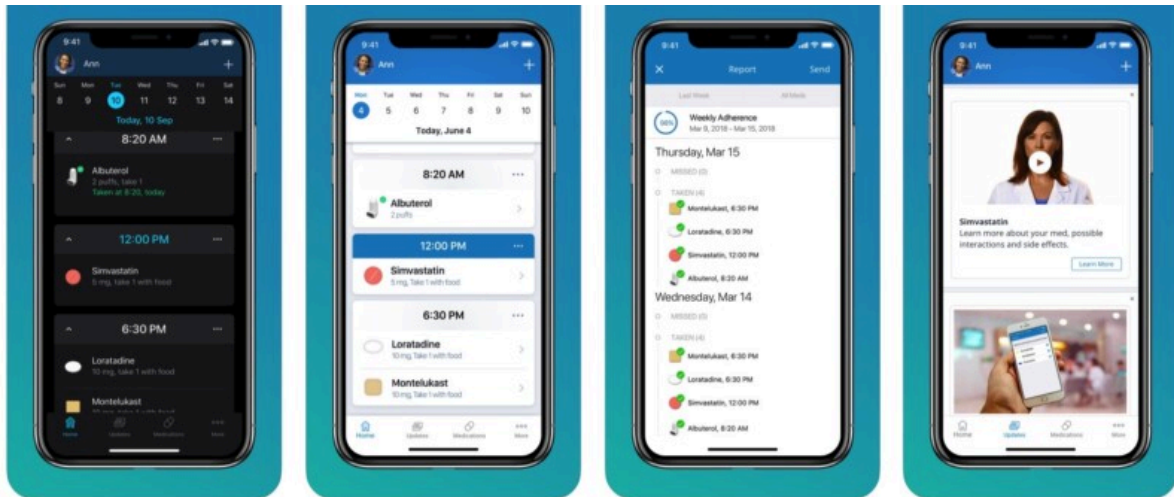 9:41
Ann
Sun Mon Tue Wed Thu Fri Sat
8 9 10 11 12 13 14
Today, 10 Sep
8:20 AM
Albuterol
2 puffs, take 1
Taken at 8:20, today
12:00 PM
Simvastatin
5 mg, take 1 with food
6:30 PM
Loratadine
10 mg, take 1 with food
Montelukast
10 mg, take 1 with food
Home Updates Medications More
9:41
Ann
Mon Tue Wed Thu Fri Sat Sun
4 5 6 7 8 9 10
Today, June 4
8:20 AM
Albuterol
2 puffs
12:00 PM
Simvastatin
5 mg, Take 1 with food
6:30 PM
Loratadine
10 mg, Take 1 with food
Montelukast
10 mg, Take 1 with food
Home Updates Medications More
9:41
Report Send
Last Week All Meds
Weekly Adherence
Mar 9, 2018 - Mar 15, 2018
Thursday, Mar 15
MISSED (0)
TAKEN (4)
Montelukast, 6:30 PM
Loratadine, 6:30 PM
Simvastatin, 12:00 PM
Albuterol, 8:20 AM
Wednesday, Mar 14
MISSED (0)
TAKEN (4)
Montelukast, 6:30 PM
Loratadine, 6:30 PM
Simvastatin, 12:00 PM
Albuterol, 8:20 AM
9:41
Ann
Simvastatin
Learn more about your med, possible
interactions and side effects.
Learn More
Home Updates Medications More